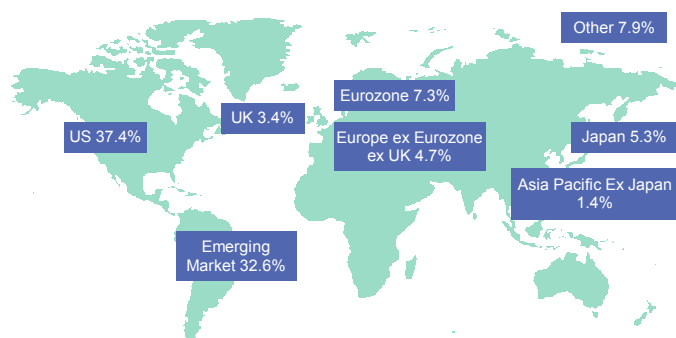 Other 7.9%
Eurozone 7.3%
UK 3.4%
US 37.4%
Europe ex Eurozone
ex UK 4.7%
Japan 5.3%
Asia Pacific Ex Japan
1.4%
Emerging
Market 32.6%